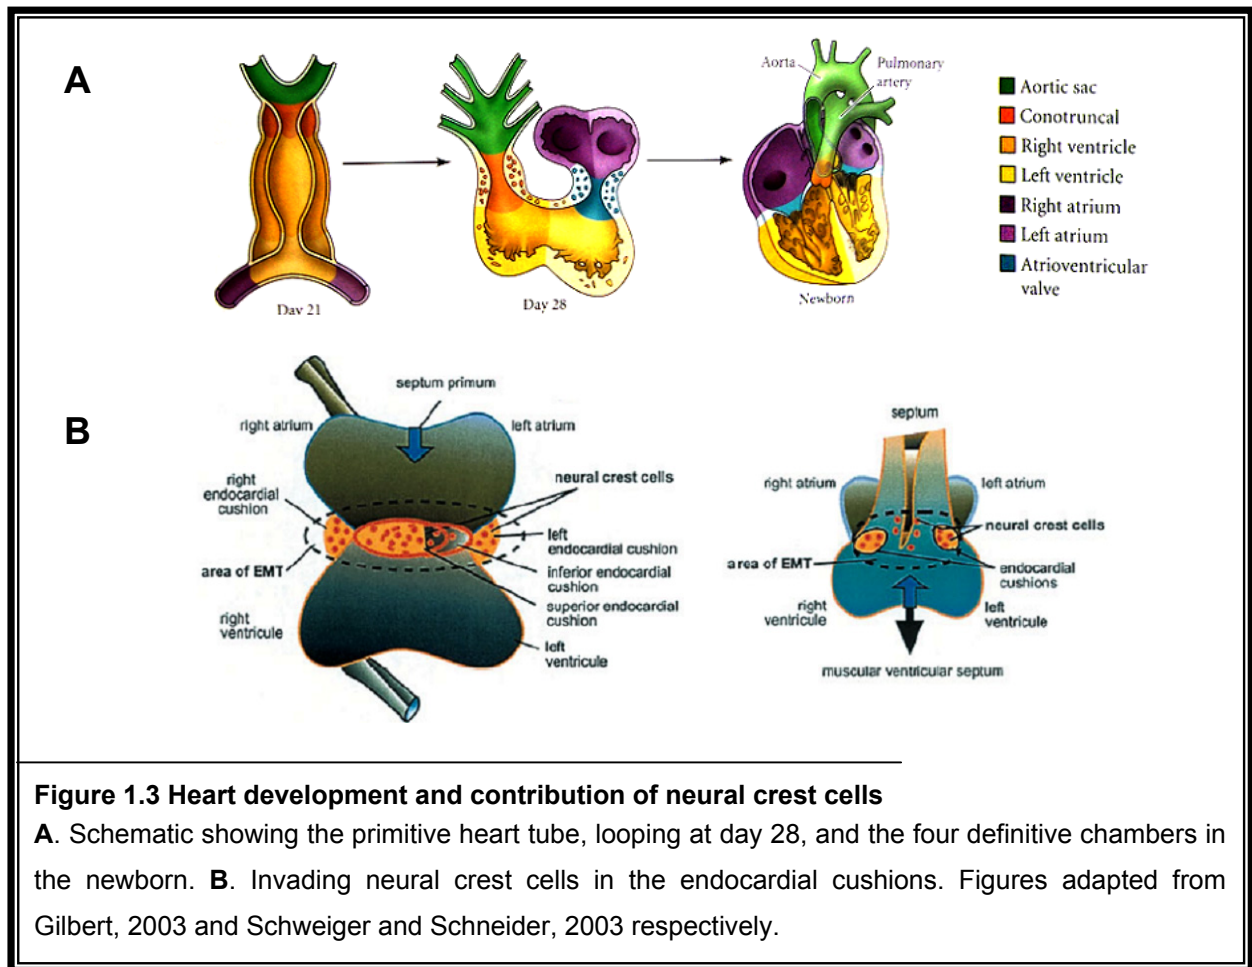 A
Aorta
Pulmonary
artery
Aortic sac
Conotruncal
Right ventricle
Left ventricle
Right atrium
Left atrium
Atrioventricular
valve
Dav 21
Day 28
Newborn
B
septum primum
right atrium
left atrium
right
endocardial
cushion
neural crest cells
left
endocardial cushion
area of EMT
inferior endocardial
cushion
superior endocardial
cushion
right
ventricule
left
ventricule
septum
right atrium
left atrium
neural crest cells
area of EMT
endocardial
cushions
right
ventricule
left
ventricule
muscular ventricular septum
Figure 1.3 Heart development and contribution of neural crest cells
A. Schematic showing the primitive heart tube, looping at day 28, and the four definitive chambers in
the newborn. B. Invading neural crest cells in the endocardial cushions. Figures adapted from
Gilbert, 2003 and Schweiger and Schneider, 2003 respectively.